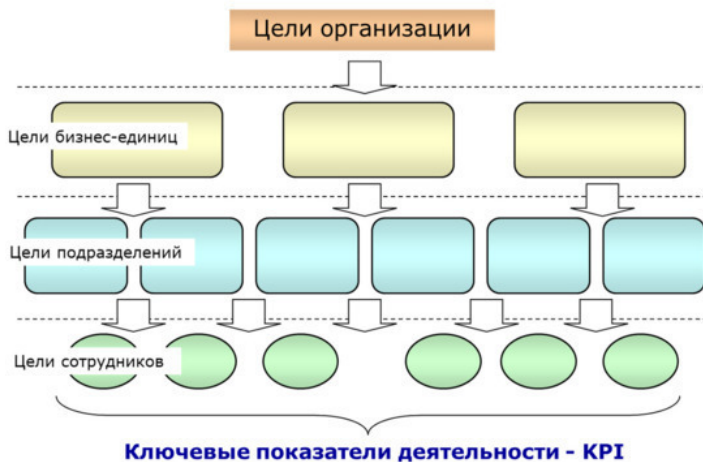 Цели организации
Цели бизнес-единиц
Цели подразделений
Цели сотрудников
Ключевые показатели деятельности - KPI